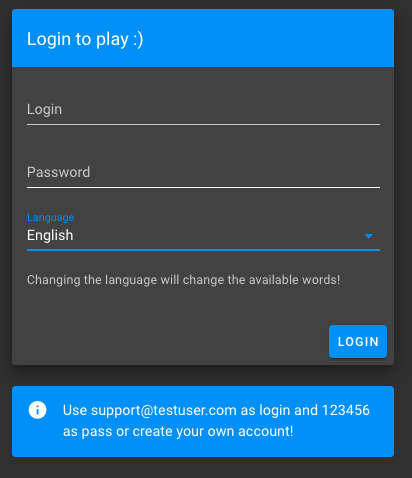 Login to play :)
Login
Password
Language
English
Changing the language will change the available words!
LOGIN
Use support@testuser.com as login and 123456
as pass or create your own account!